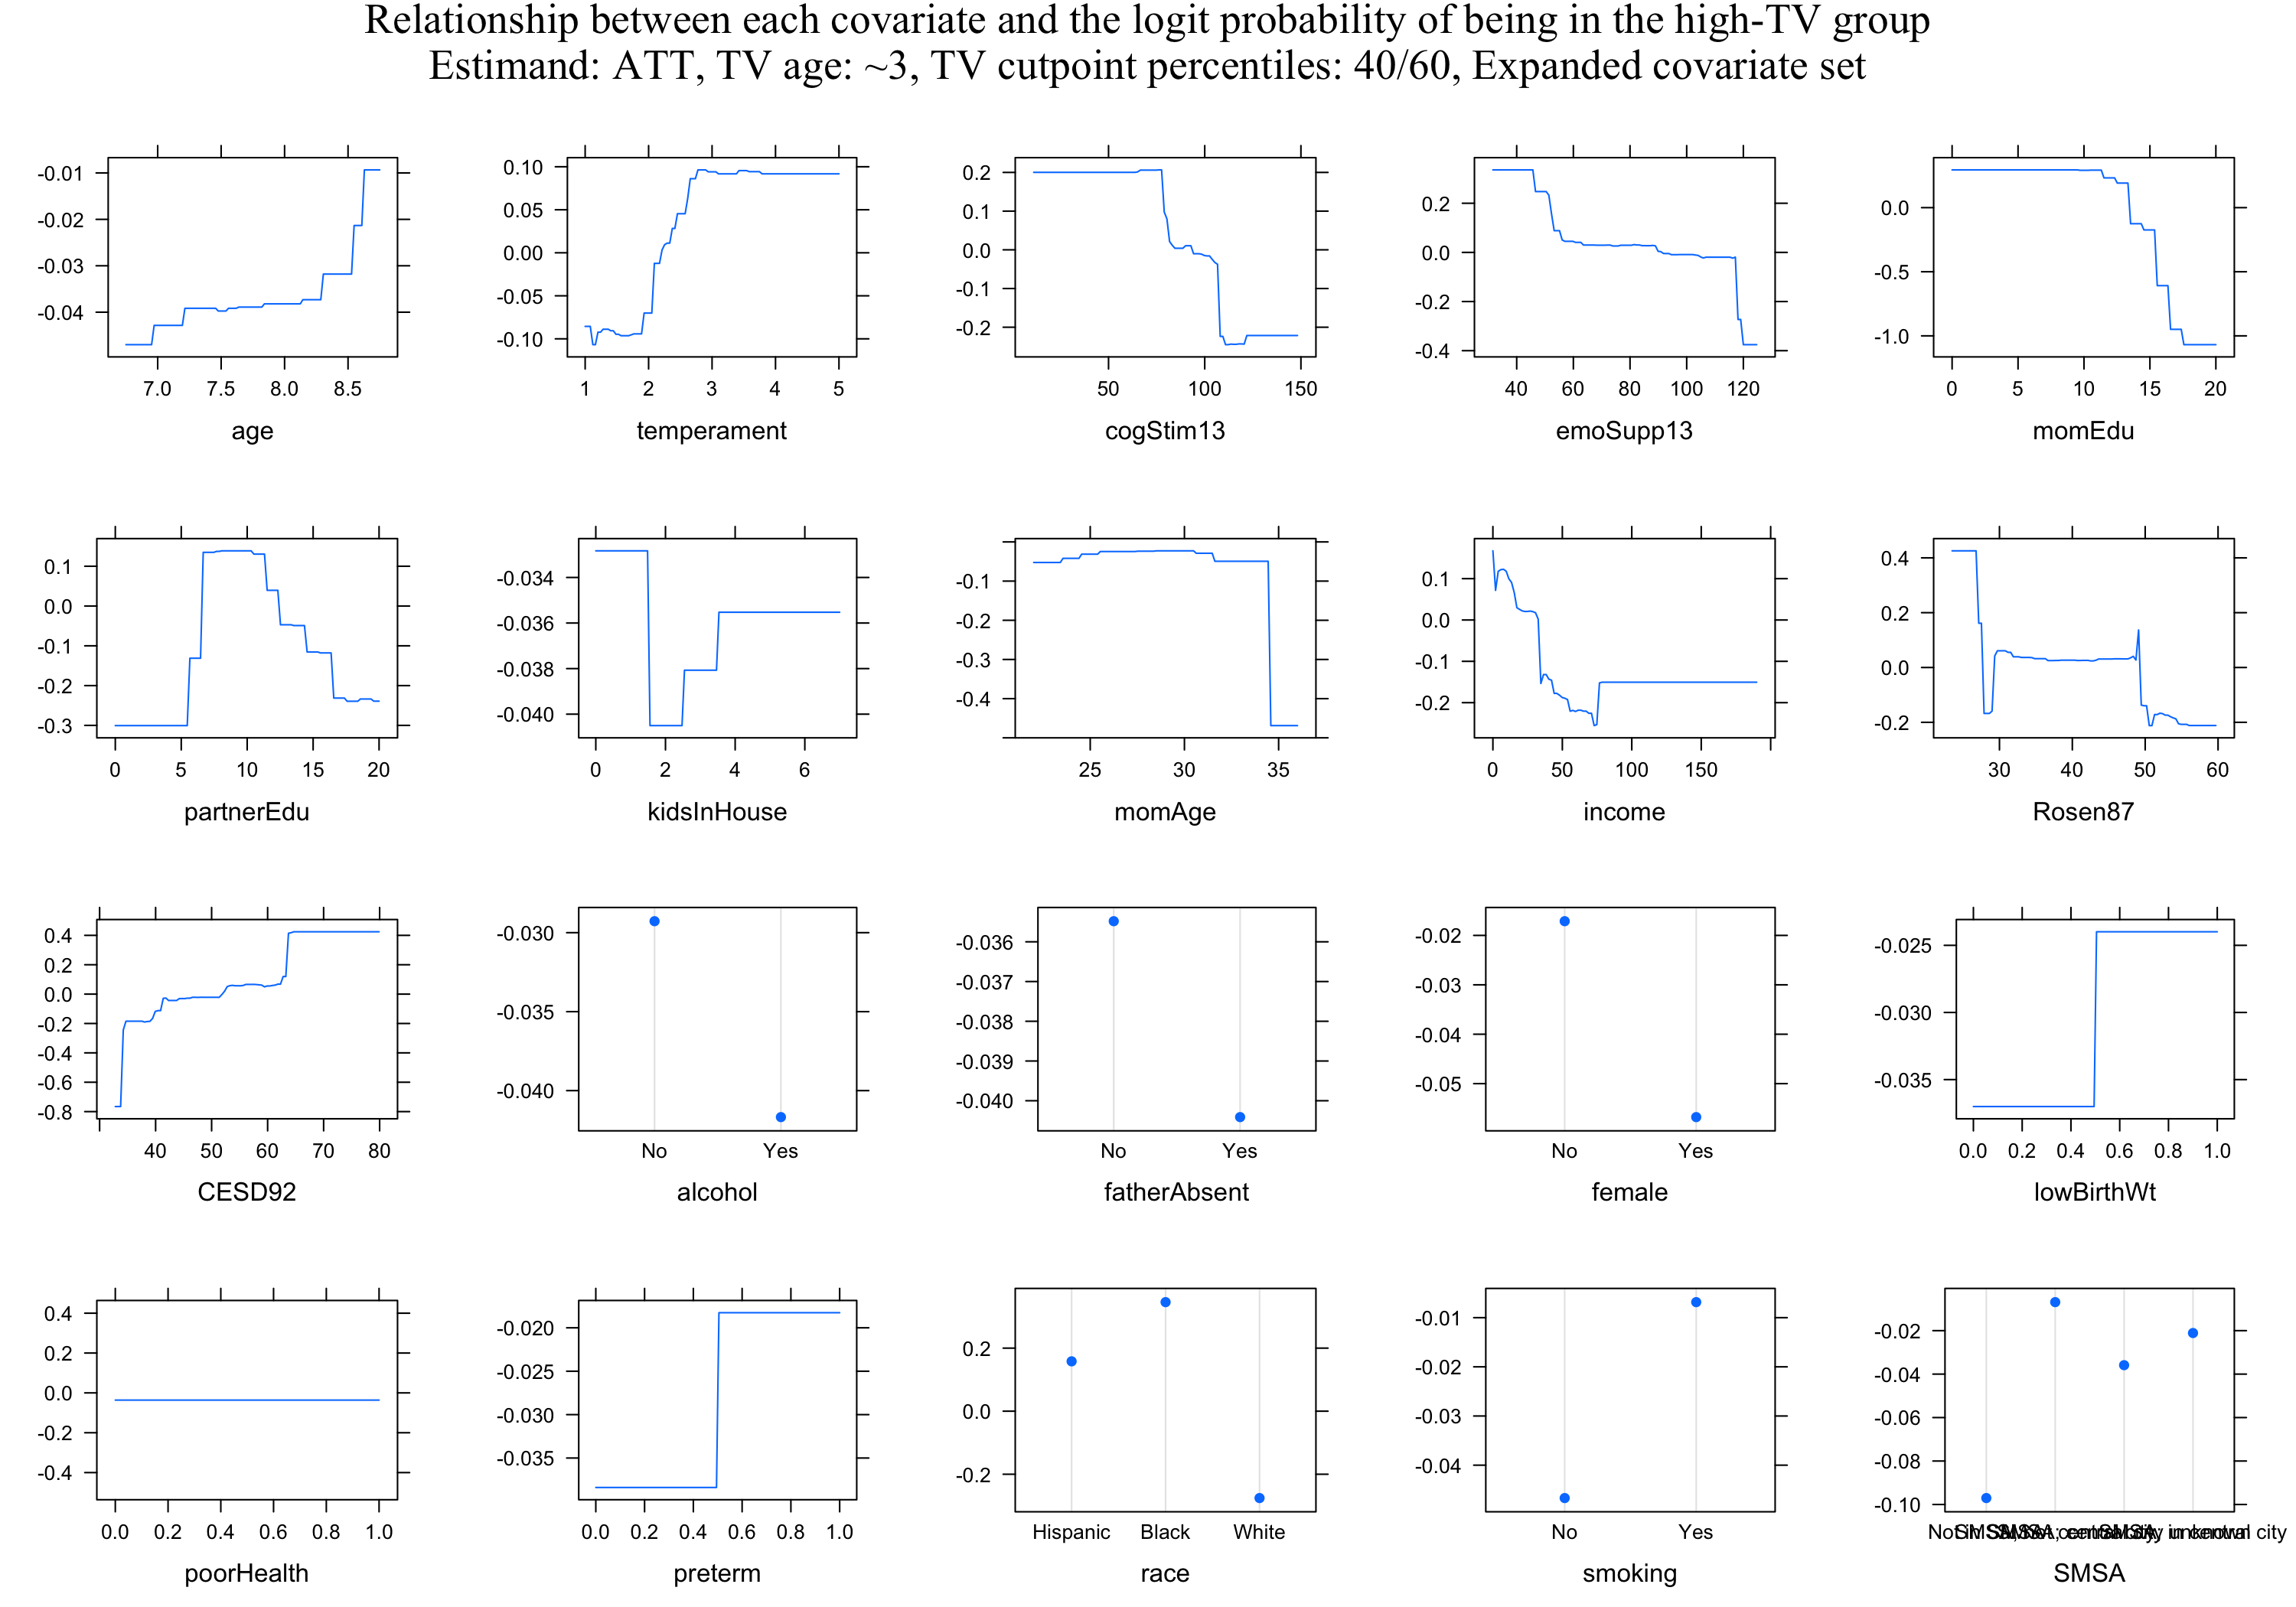 Relationship between each covariate and the logit probability of being in the high-TV group
Estimand: ATT, TV age: ~3, TV cutpoint percentiles: 40/60, Expanded covariate set
-0.01
-0.02
-0.03
-0.04
7.0 7.5 8.0 8.5
age
0.10
0.05
0.00
-0.05
-0.10
1 2 3 4 5
temperament
0.2
0.1
0.0
-0.1
-0.2
50 100 150
cogStim13
0.2
0.0
-0.2
-0.4
40 60 80 100 120
emoSupp13
0.0
-0.5
-1.0
0 5 10 15 20
momEdu
0.1
0.0
-0.1
-0.2
-0.3
0 5 10 15 20
partnerEdu
-0.034
-0.036
-0.038
-0.040
0 2 4 6
kidsInHouse
-0.1
-0.2
-0.3
-0.4
25 30 35
momAge
0.1
0.0
-0.1
-0.2
0 50 100 150
income
0.4
0.2
0.0
-0.2
30 40 50 60
Rosen87
0.4
0.2
0.0
-0.2
-0.4
-0.6
-0.8
40 50 60 70 80
CESD92
-0.030
-0.035
-0.040
No Yes
alcohol
-0.036
-0.037
-0.038
-0.039
-0.040
No Yes
fatherAbsent
-0.02
-0.03
-0.04
-0.05
No Yes
female
-0.025
-0.030
-0.035
0.0 0.2 0.4 0.6 0.8 1.0
lowBirthWt
0.4
0.2
0.0
-0.2
-0.4
0.0 0.2 0.4 0.6 0.8 1.0
poorHealth
-0.020
-0.025
-0.030
-0.035
0.0 0.2 0.4 0.6 0.8 1.0
preterm
0.2
0.0
-0.2
Hispanic Black White
race
-0.01
-0.02
-0.03
-0.04
No Yes
smoking
-0.02
-0.04
-0.06
-0.08
-0.10
SMSA